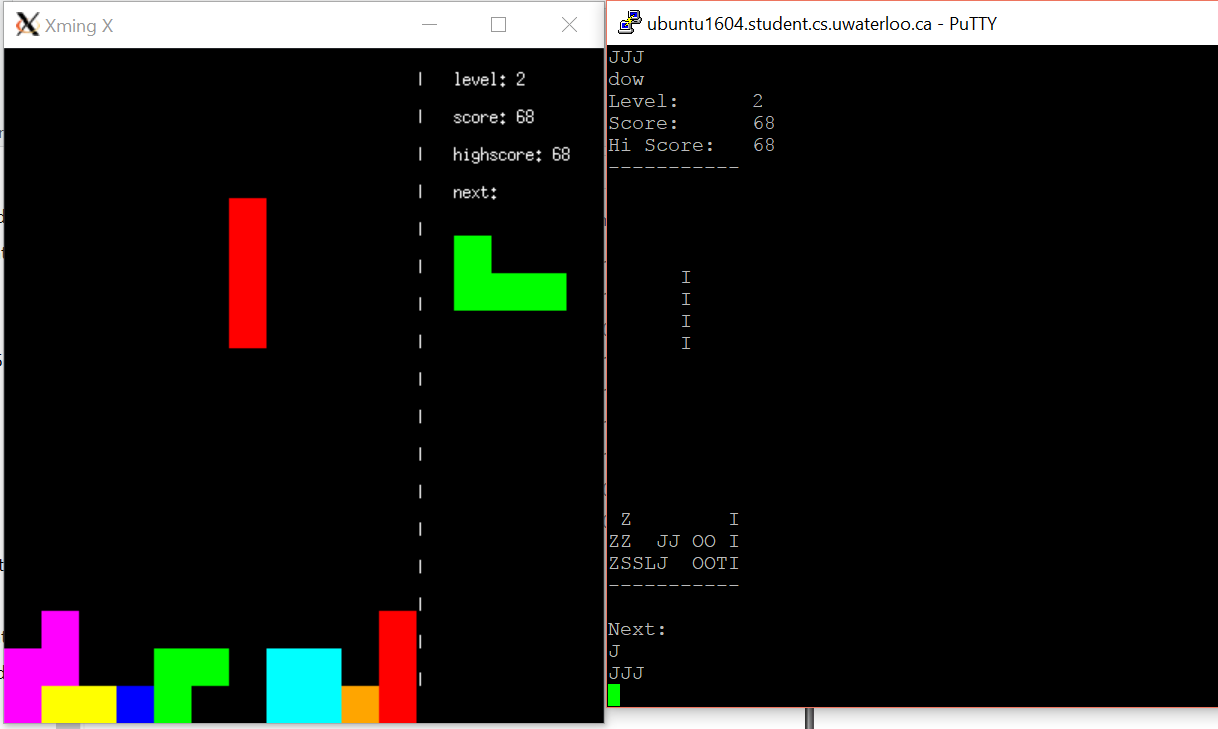 Xming X
level: 2
score: 68
highscore: 68
next:
ubuntu1604.student.cs.uwaterloo.ca - PuTTY
JJJ
dow
Level:      2
Score:      68
Hi Score:   68
-----------
      I
      I
      I
      I
 Z        I
ZZ  JJ OO I
ZSSLJ  OOTI
-----------
Next:
J
JJJ